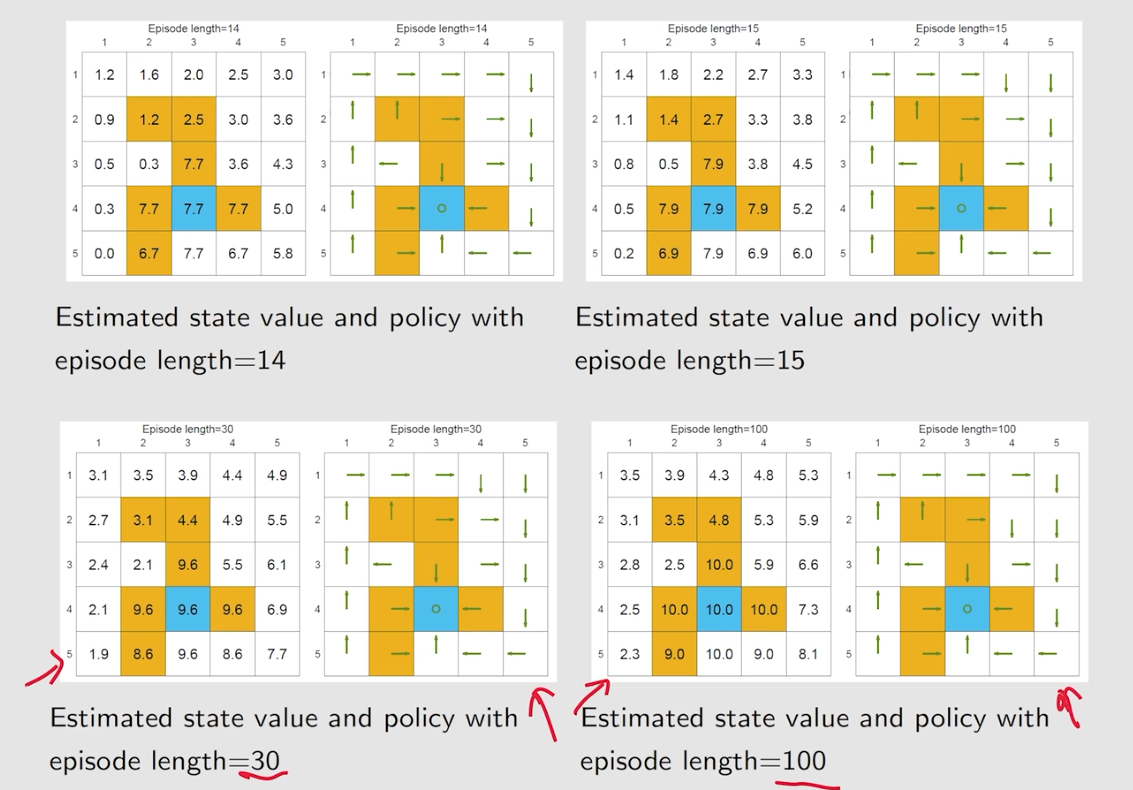 Episode length=14
1 2 3 4 5
1 1.2 1.6 2.0 2.5 3.0
2 0.9 1.2 2.5 3.0 3.6
3 0.5 0.3 7.7 3.6 4.3
4 0.3 7.7 7.7 7.7 5.0
5 0.0 6.7 7.7 6.7 5.8
Episode length=14
1 2 3 4 5
1
2
3
4
5
Estimated state value and policy with
episode length=14
Episode length=15
1 2 3 4 5
1 1.4 1.8 2.2 2.7 3.3
2 1.1 1.4 2.7 3.3 3.8
3 0.8 0.5 7.9 3.8 4.5
4 0.5 7.9 7.9 7.9 5.2
5 0.2 6.9 7.9 6.9 6.0
Episode length=15
1 2 3 4 5
1
2
3
4
5
Estimated state value and policy with
episode length=15
Episode length=30
1 2 3 4 5
1 3.1 3.5 3.9 4.4 4.9
2 2.7 3.1 4.4 4.9 5.5
3 2.4 2.1 9.6 5.5 6.1
4 2.1 9.6 9.6 9.6 6.9
5 1.9 8.6 9.6 8.6 7.7
Episode length=30
1 2 3 4 5
1
2
3
4
5
Estimated state value and policy with
episode length=30
Episode length=100
1 2 3 4 5
1 3.5 3.9 4.3 4.8 5.3
2 3.1 3.5 4.8 5.3 5.9
3 2.8 2.5 10.0 5.9 6.6
4 2.5 10.0 10.0 10.0 7.3
5 2.3 9.0 10.0 9.0 8.1
Episode length=100
1 2 3 4 5
1
2
3
4
5
Estimated state value and policy with
episode length=100